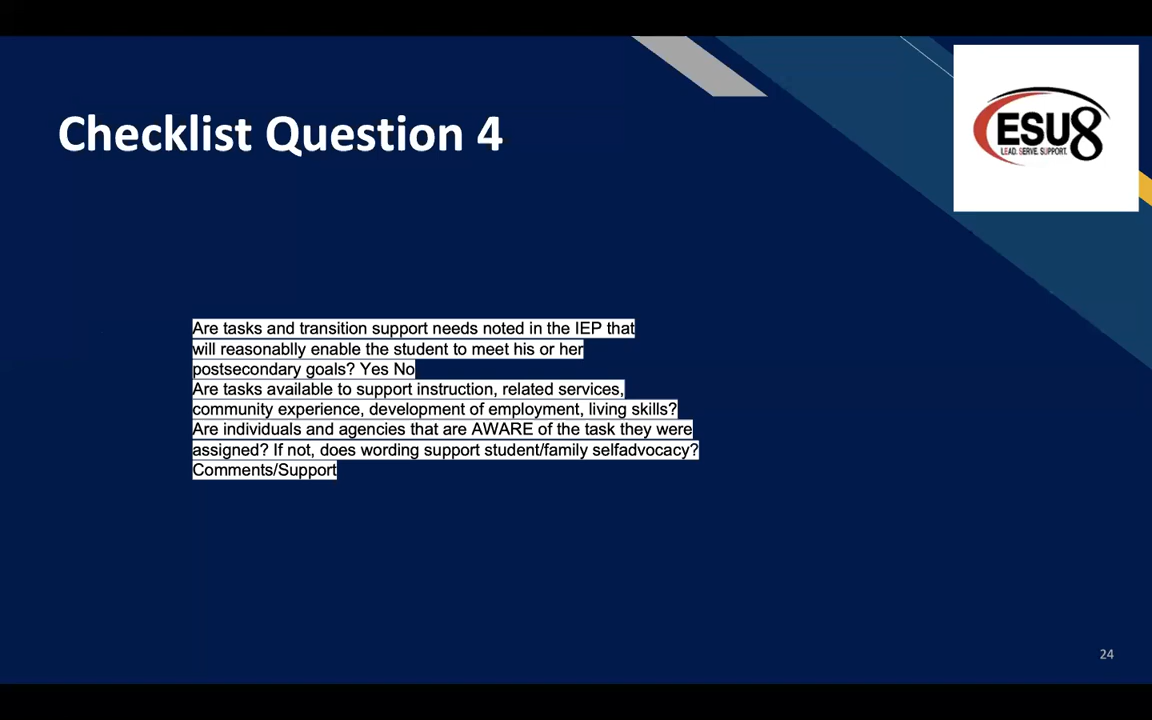 Checklist Question 4
ESU8
LEAD. SERVE. SUPPORT.
Are tasks and transition support needs noted in the IEP that
will reasonablly enable the student to meet his or her
postsecondary goals? Yes No
Are tasks available to support instruction, related services,
community experience, development of employment, living skills?
Are individuals and agencies that are AWARE of the task they were
assigned? If not, does wording support student/family selfadvocacy?
Comments/Support
24